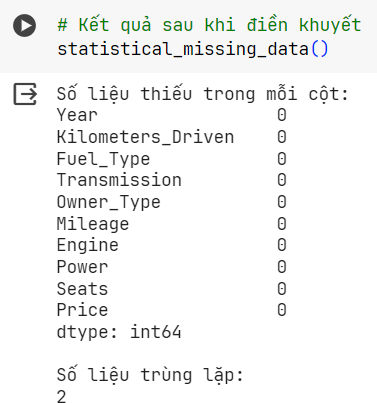 # Kết quả sau khi điền khuyết
statistical_missing_data()
Số liệu thiếu trong mỗi cột:
Year 0
Kilometers_Driven 0
Fuel_Type 0
Transmission 0
Owner_Type 0
Mileage 0
Engine 0
Power 0
Seats 0
Price 0
dtype: int64
Số liệu trùng lặp:
2